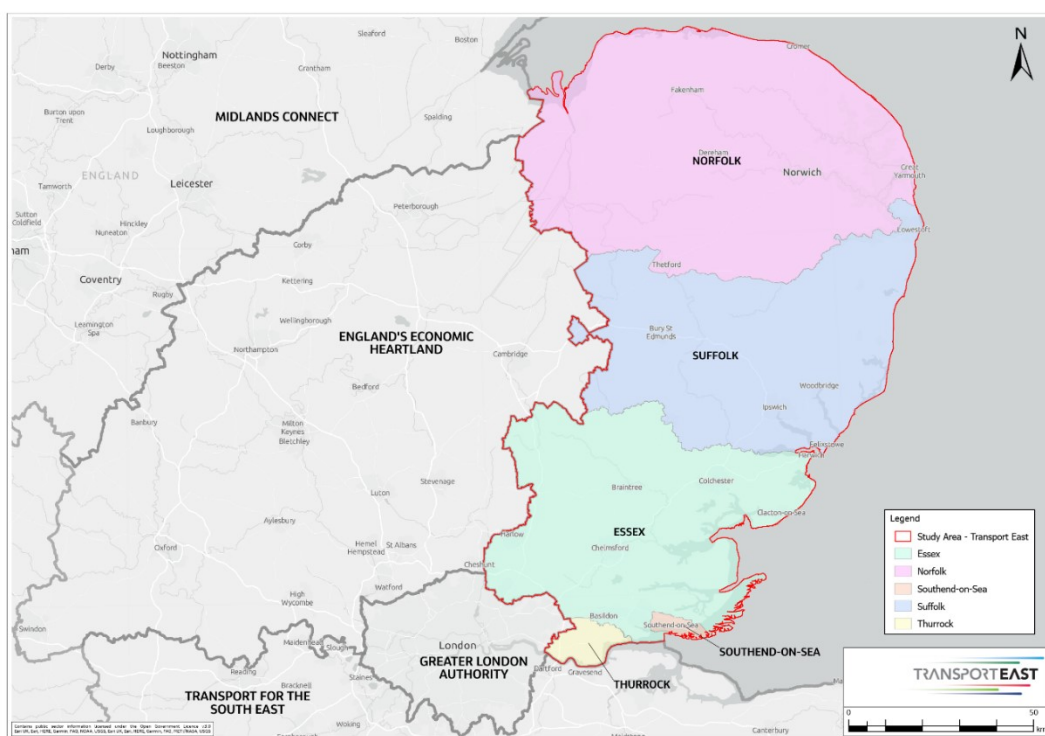 Sleaford
Boston
N
Nottingham
Derby
Beeston
Grantham
Cromer
Fakenham
Burton upon
Trent
MIDLANDS CONNECT
Spalding
Loughborough
Dereham
NORFOLK
Norwich
Great
Yarmouth
ENGLAND
Tamworth
Leicester
Peterborough
Sutton
Coldfield
Hinckley
Nuneaton
Lowestoft
Corby
ham
Thetford
Coventry
Kettering
Rugby
Leamington
Spa
Wellingborough
Bury St
Edmunds
ENGLAND'S ECONOMIC
HEARTLAND
Northampton
Cambridge
SUFFOLK
Woodbridge
Bedford
Ipswich
Banbury
Milton
Keynes
Bletchley
Felixstowe
Harwich
Stevenage
Braintree
Colchester
Luton
Clacton-on-Sea
Aylesbury
ESSEX
Harlow
Chelmsford
Oxford
Hemel
Hempstead
St Albans
Cheshunt
Watford
High
Wycombe
Basildon
Southend-on-Sea
Swindon
Maidenhead
Slough
London
SOUTHEND-ON-SEA
Staines
GREATER LONDON
AUTHORITY
Dartford
Gravesend
THURROCK
Reading
Bracknell
TRANSPORT FOR THE
SOUTH EAST
Woking
Canterbury
Legend
Study Area - Transport East
Essex
Norfolk
Southend-on-Sea
Suffolk
Thurrock
TRANSPORTEAST
0 50
km